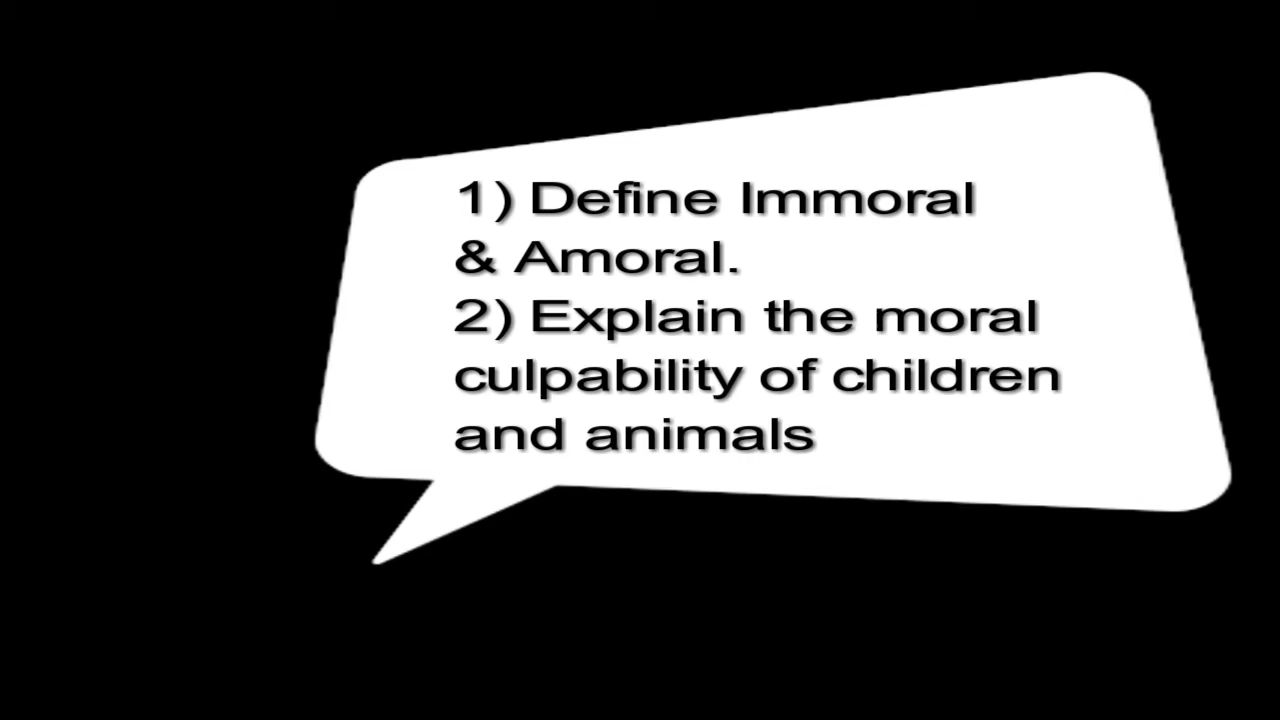 1) Define Immoral
& Amoral.
2) Explain the moral
culpability of children
and animals